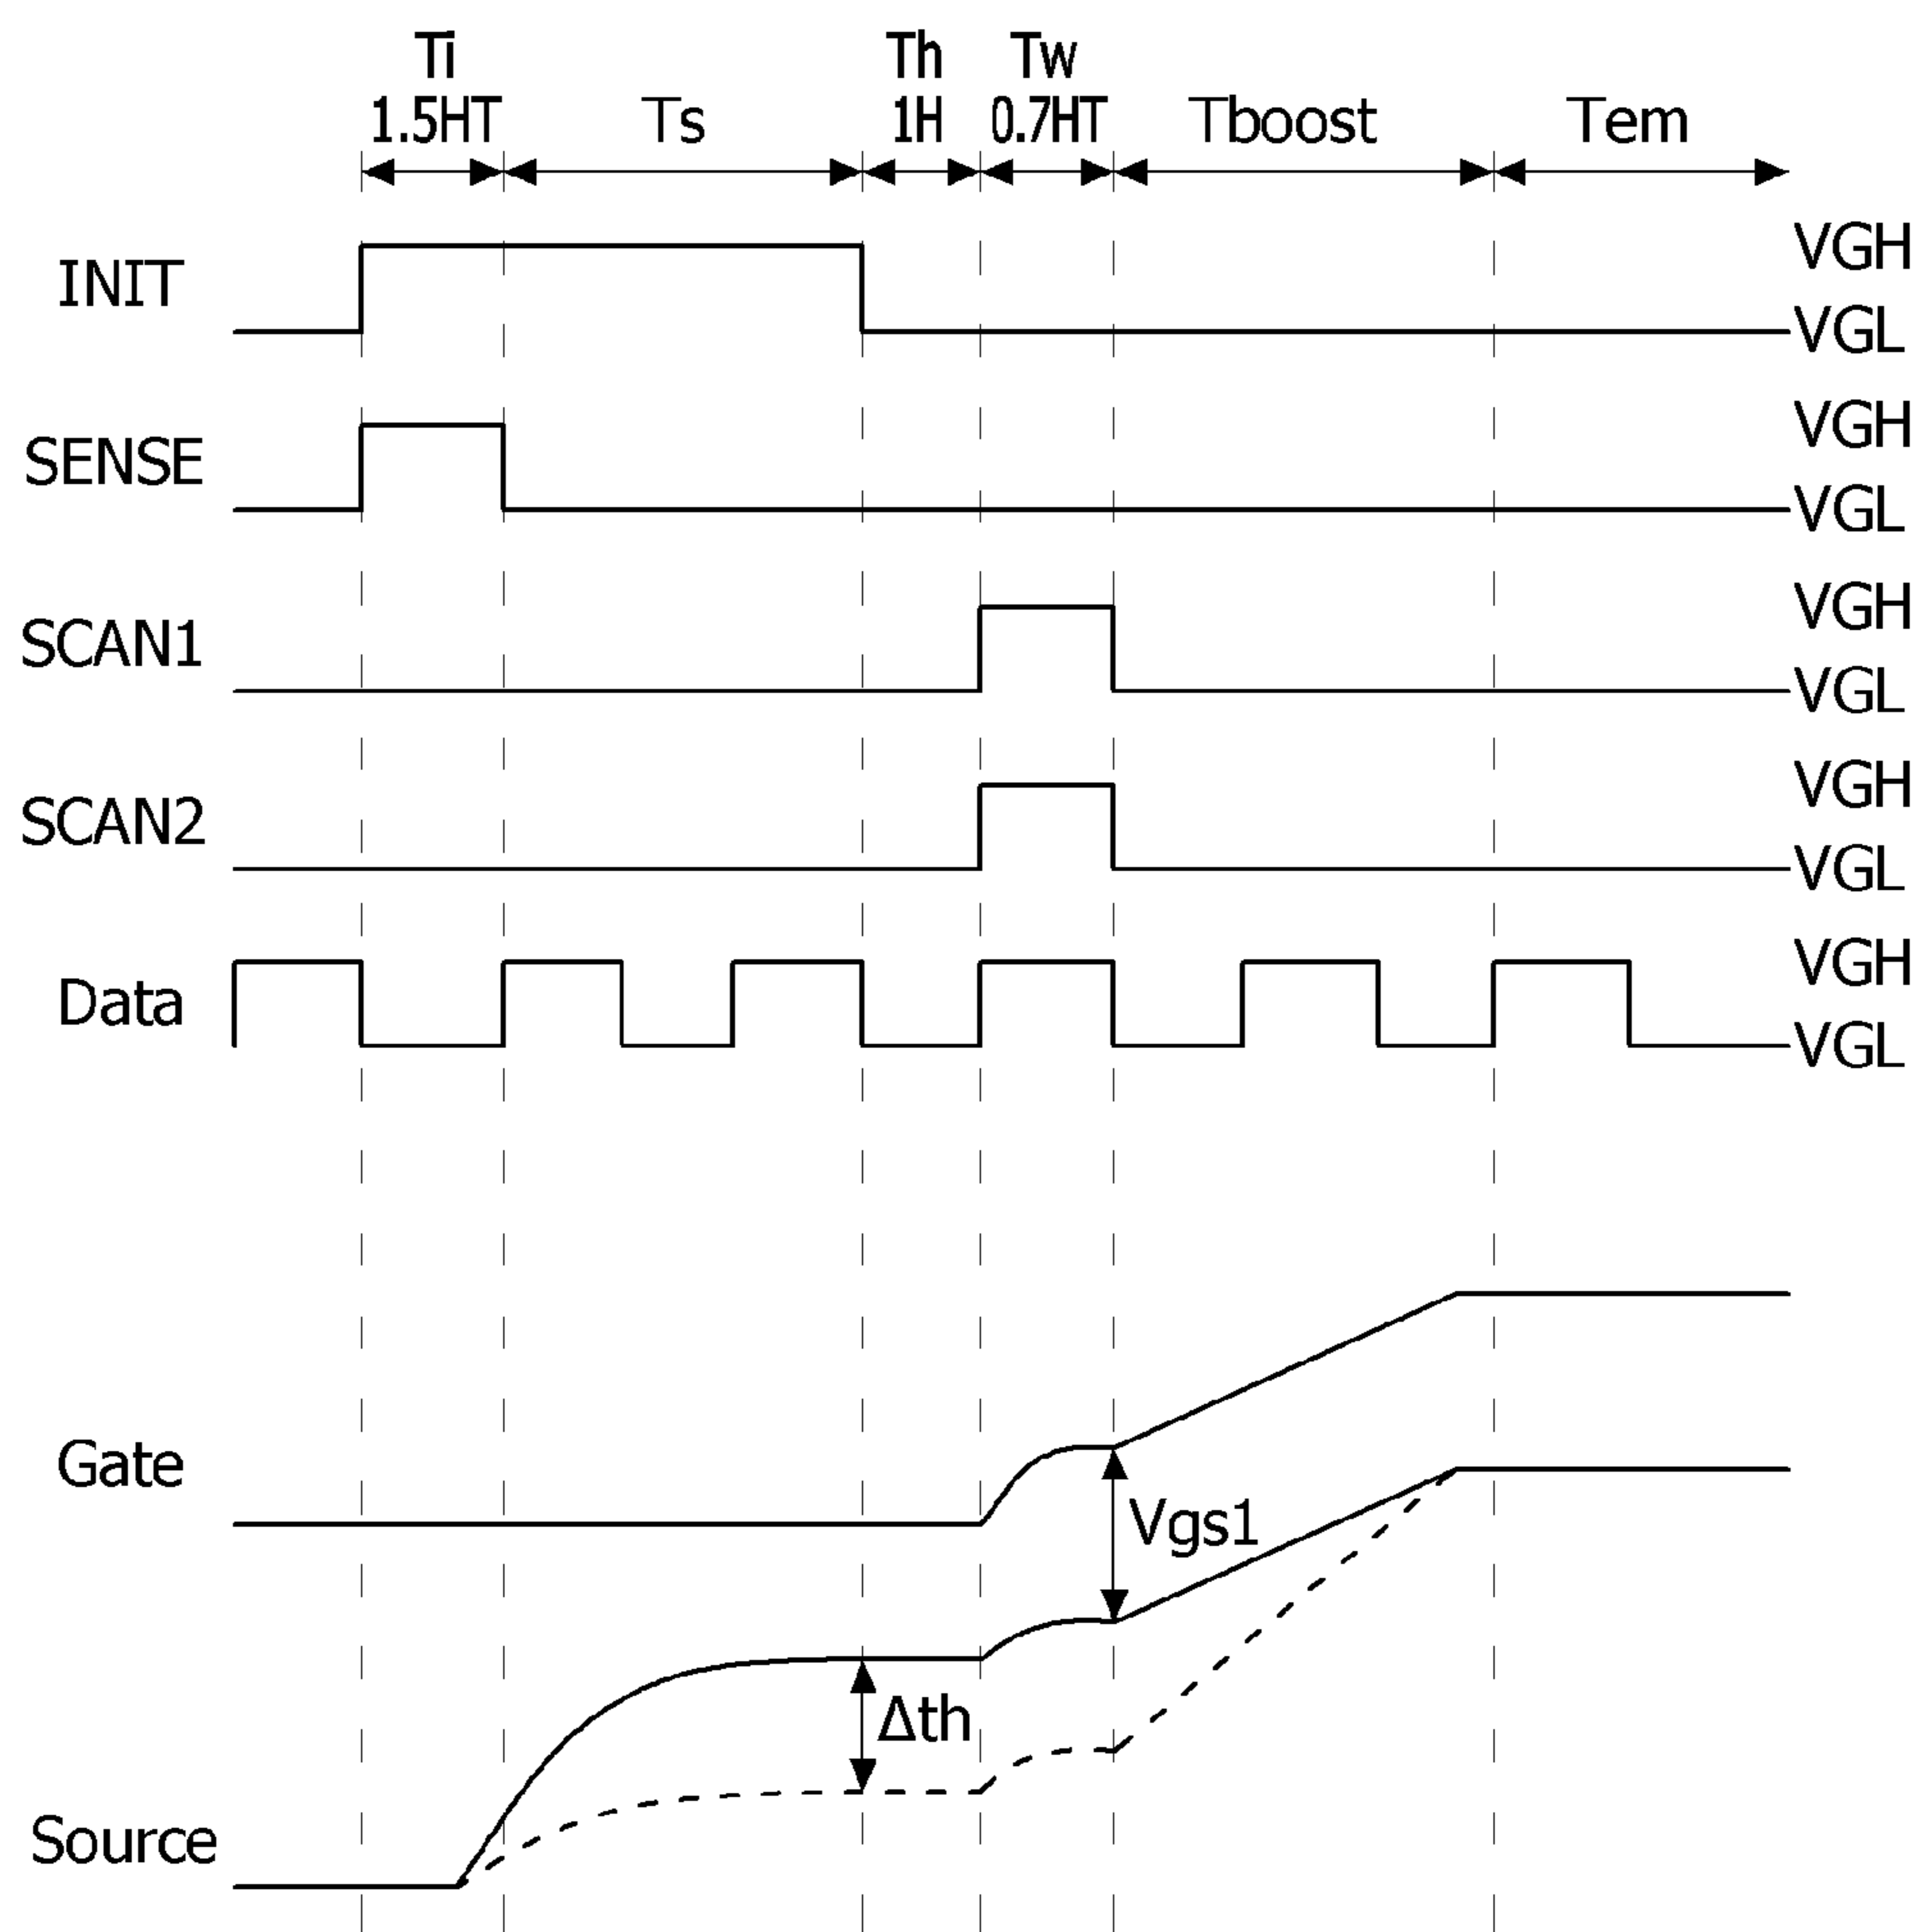 Ti Th Tw
1.5HT Ts 1H 0.7HT Tboost Tem
VGH
INIT
VGL
VGH
SENSE
VGL
VGH
SCAN1
VGL
VGH
SCAN2
VGL
VGH
Data
VGL
Gate
Vgs1
Δth
Source